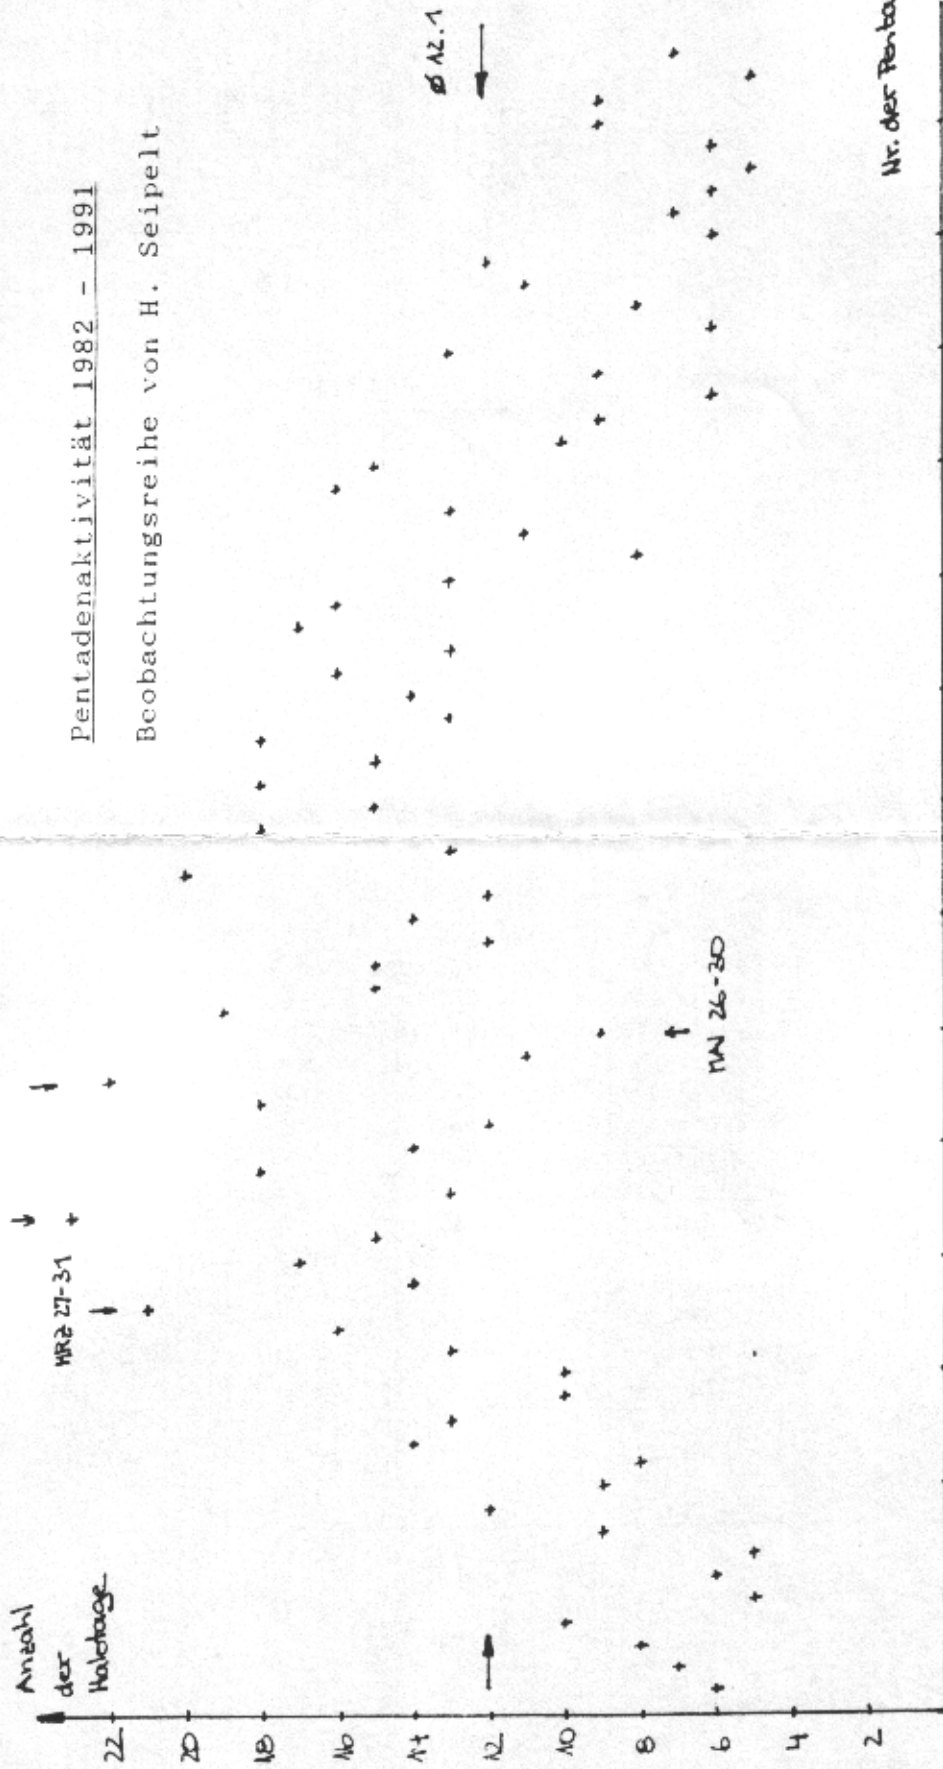 Pentadenaktivität 1982 - 1991
Beobachtungsreihe von H. Seipelt
Anzahl
der
Halotage
22
20
18
16
14
12
10
8
6
4
2
MRZ 27-31
MAI 26-30
Ø 12.1
Nr. der Penta